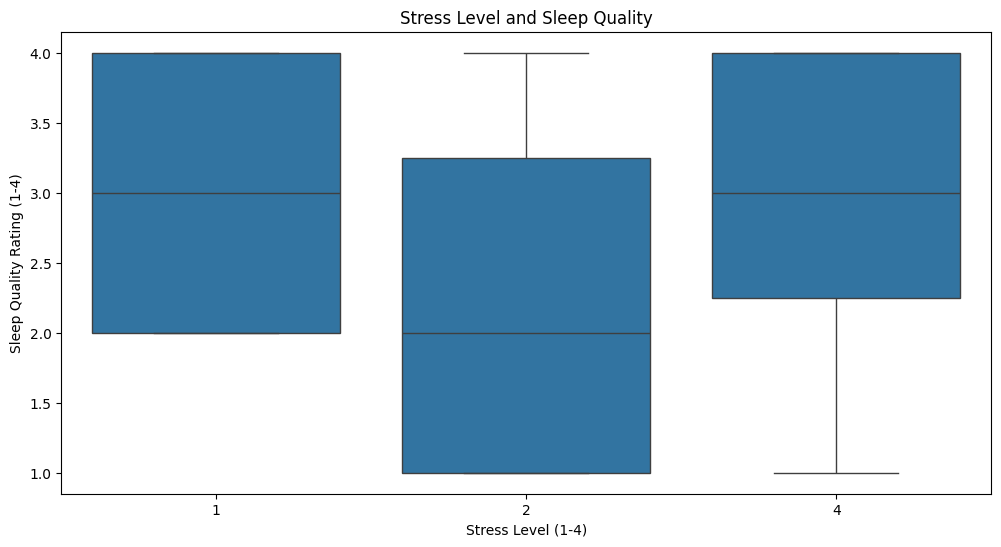 Stress Level and Sleep Quality
Sleep Quality Rating (1-4)
4.0
3.5
3.0
2.5
2.0
1.5
1.0
1 2 4
Stress Level (1-4)